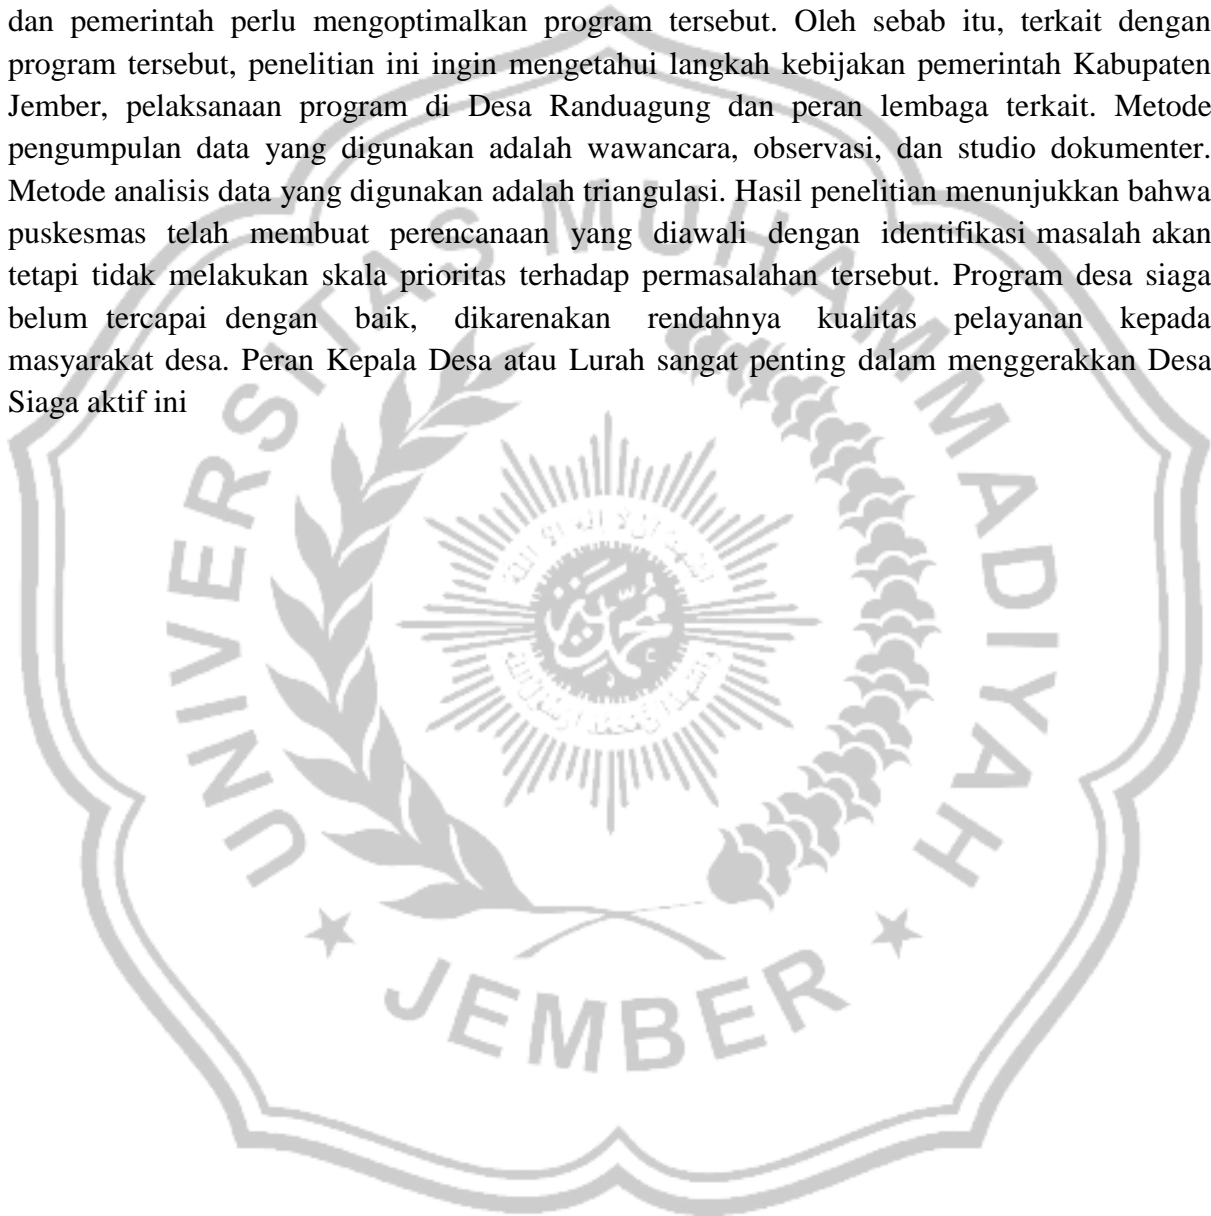 dan pemerintah perlu mengoptimalkan program tersebut. Oleh sebab itu, terkait dengan
program tersebut, penelitian ini ingin mengetahui langkah kebijakan pemerintah Kabupaten
Jember, pelaksanaan program di Desa Randuagung dan peran lembaga terkait. Metode
pengumpulan data yang digunakan adalah wawancara, observasi, dan studio dokumenter.
Metode analisis data yang digunakan adalah triangulasi. Hasil penelitian menunjukkan bahwa
puskesmas telah membuat perencanaan yang diawali dengan identifikasi masalah akan
tetapi tidak melakukan skala prioritas terhadap permasalahan tersebut. Program desa siaga
belum tercapai dengan baik, dikarenakan rendahnya kualitas pelayanan kepada
masyarakat desa. Peran Kepala Desa atau Lurah sangat penting dalam menggerakkan Desa
Siaga aktif ini
UNIVERSITAS MUHAMMADIYAH
JEMBER